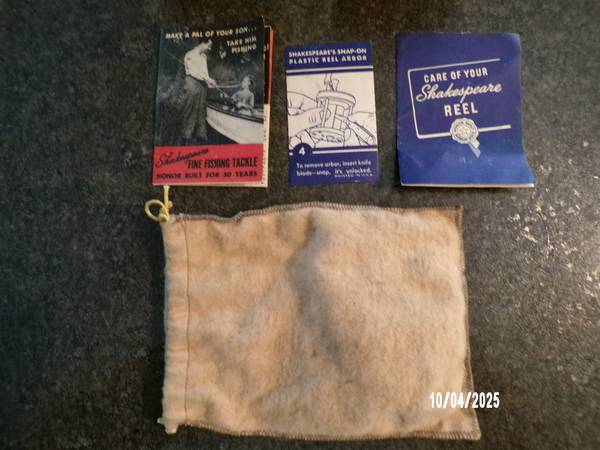 MAKE A PAL OF YOUR SON...
TAKE HIM
FISHING
Shakespeare
FINE FISHING TACKLE
HONOR BUILT FOR 50 YEARS
SHAKESPEARE'S SNAP-ON
PLASTIC REEL ARBOR
4
To remove arbor, insert knife
blade—snap, it's unlocked.
PRINTED IN U.S.A.
CARE OF YOUR
Shakespeare
REEL
10/04/2025